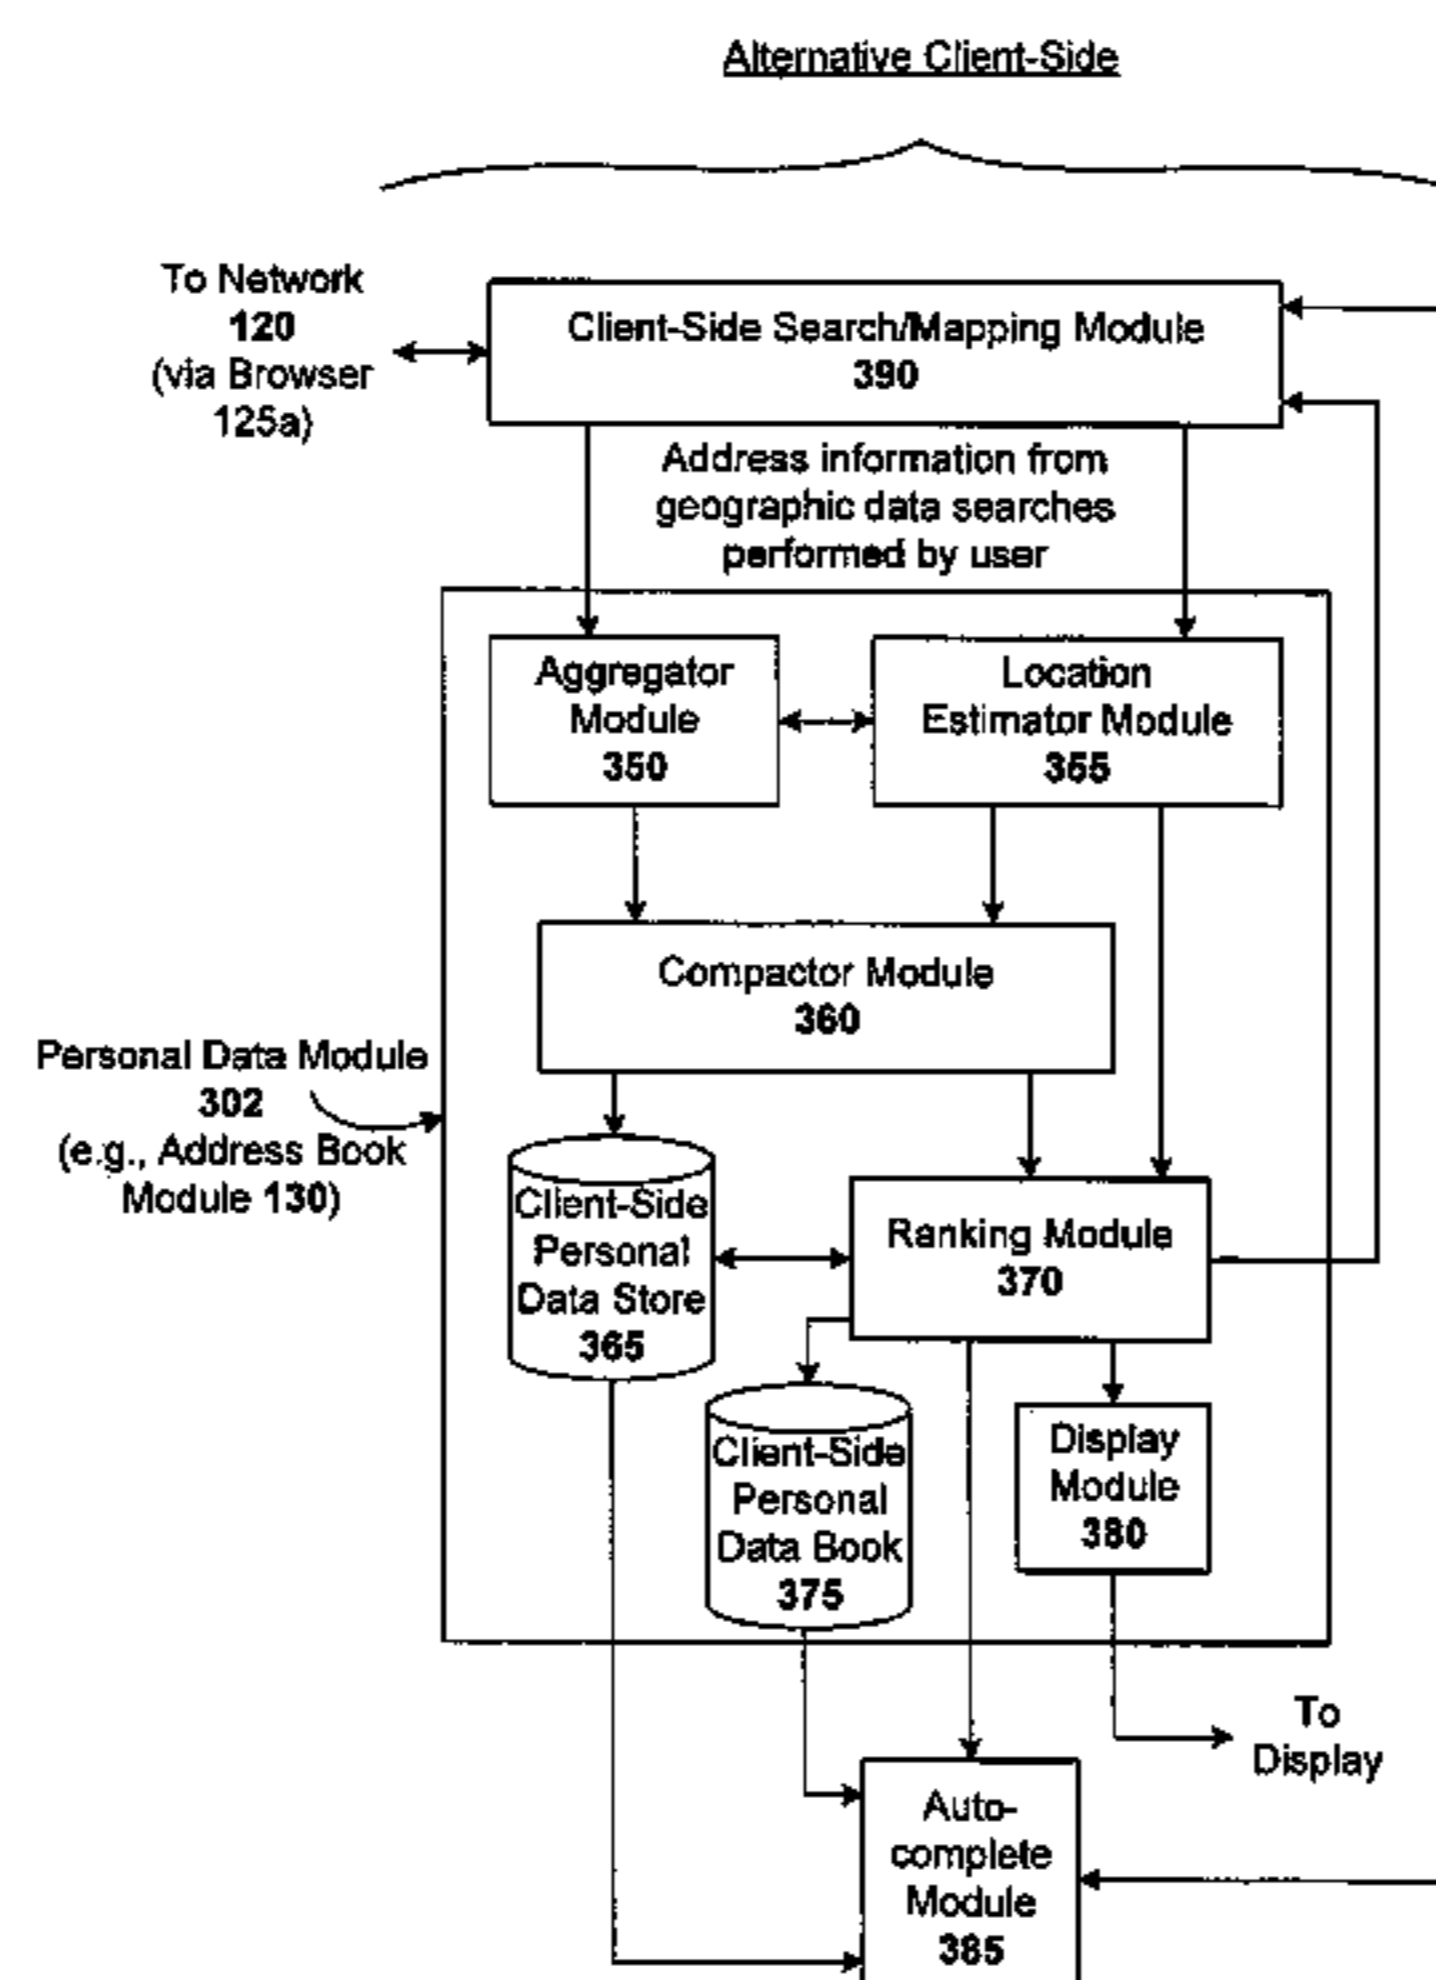 Alternative Client-Side
To Network
120
(via Browser
125a)
Client-Side Search/Mapping Module
390
Address information from
geographic data searches
performed by user
Aggregator
Module
350
Location
Estimator Module
355
Compactor Module
360
Personal Data Module
302
(e.g., Address Book
Module 130)
Client-Side
Personal
Data Store
365
Ranking Module
370
Client-Side
Personal
Data Book
375
Display
Module
380
To
Display
Auto-
complete
Module
385